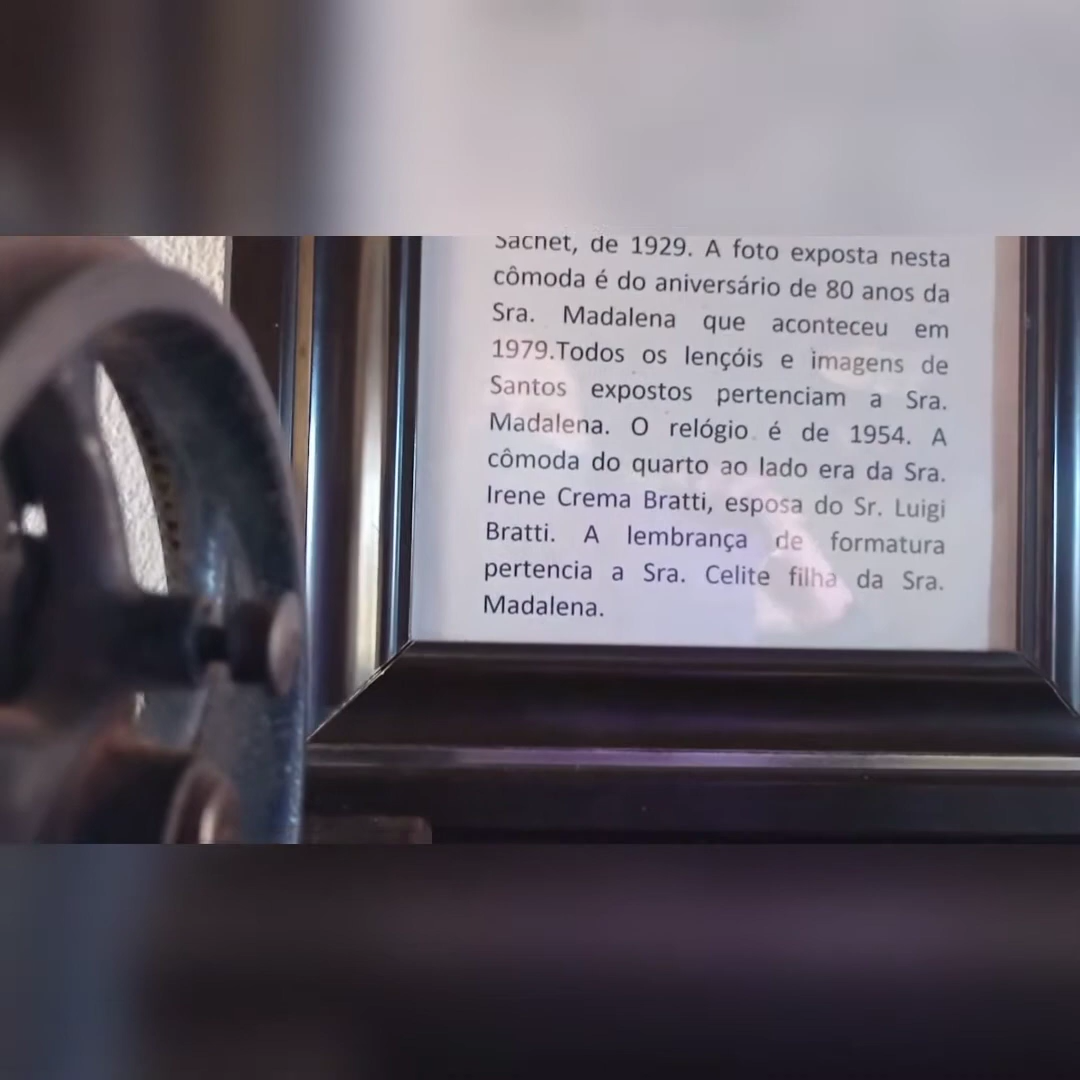 Sachet, de 1929. A foto exposta nesta
cômoda é do aniversário de 80 anos da
Sra. Madalena que aconteceu em
1979.Todos os lençóis e imagens de
Santos expostos pertenciam a Sra.
Madalena. O relógio é de 1954. A
cômoda do quarto ao lado era da Sra.
Irene Crema Bratti, esposa do Sr. Luigi
Bratti. A lembrança de formatura
pertencia a Sra. Celite filha da Sra.
Madalena.